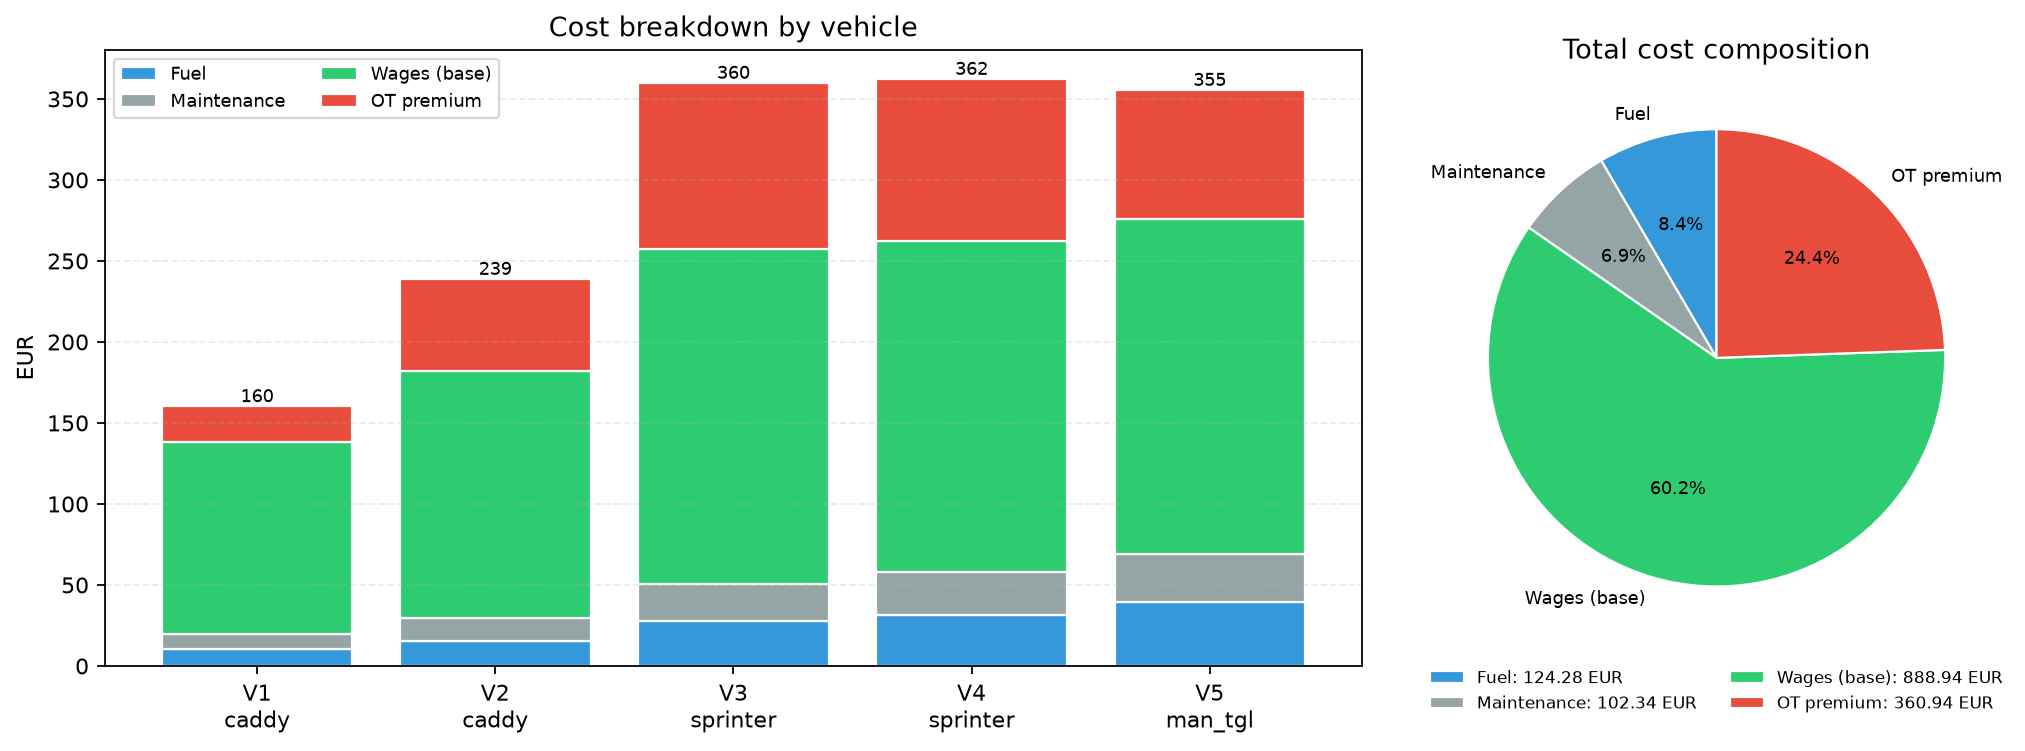 Cost breakdown by vehicle
Fuel
Maintenance
Wages (base)
OT premium
EUR
350
300
250
200
150
100
50
0
160
239
360
362
355
V1
caddy
V2
caddy
V3
sprinter
V4
sprinter
V5
man_tgl
Total cost composition
Fuel
Maintenance
OT premium
Wages (base)
8.4%
6.9%
24.4%
60.2%
Fuel: 124.28 EUR
Maintenance: 102.34 EUR
Wages (base): 888.94 EUR
OT premium: 360.94 EUR